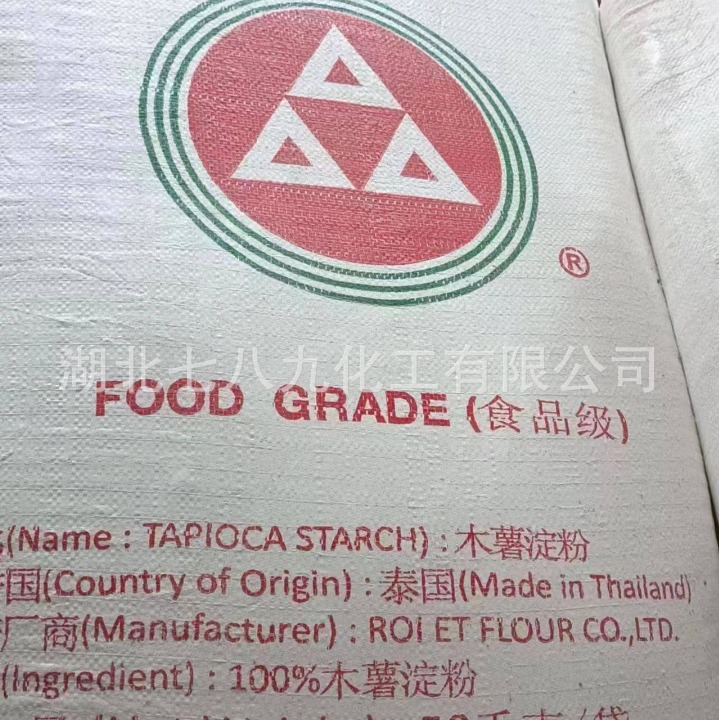 ®
湖北七八九化工有限公司
FOOD GRADE (食品级)
(Name : TAPIOCA STARCH) : 木薯淀粉
国(Country of Origin) : 泰国(Made in Thailand)
厂商(Manufacturer) : ROI ET FLOUR CO.,LTD.
(Ingredient) : 100%木薯淀粉